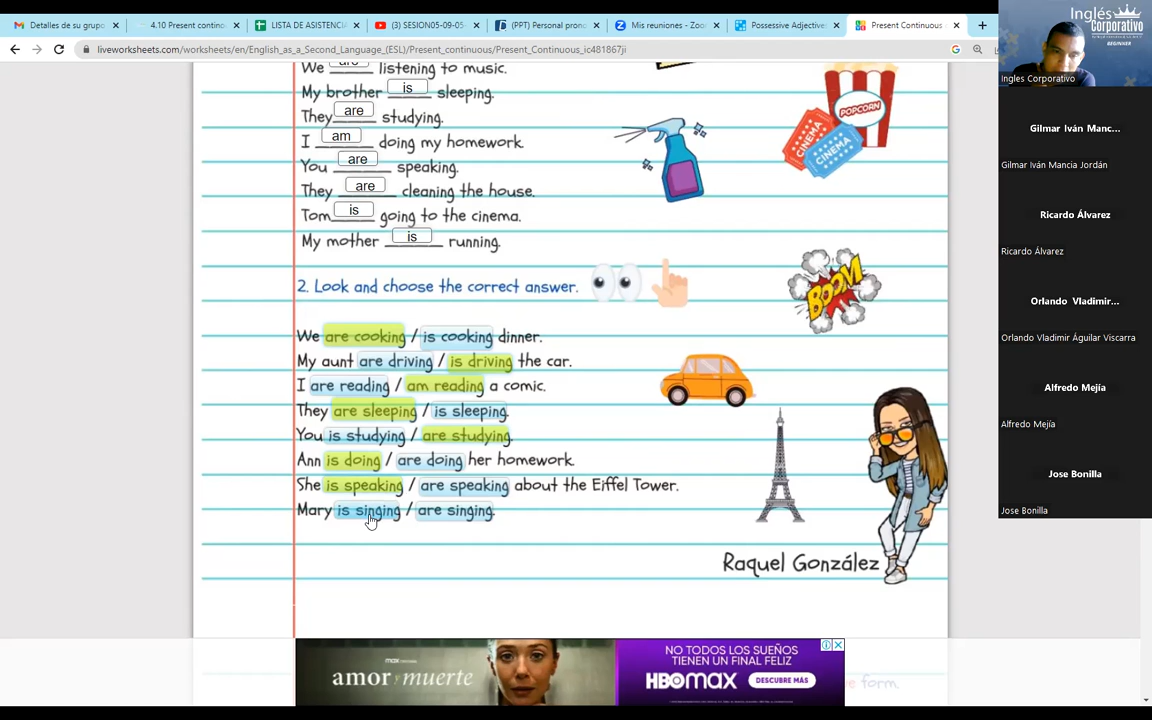 Detalles de su grupo
4.10 Present contino
LISTA DE ASISTENCI
(3) SESION05-09-05
(PPT) Personal prono
Mis reuniones - Zoo
Possessive Adjective
Present Continuous
liveworksheets.com/worksheets/en/English_as_a_Second_Language_(ESL)/Present_continuous/Present_Continuous_ic481867ji
We are listening to music.
My brother is sleeping.
They are studying.
I am doing my homework.
You are speaking.
They are cleaning the house.
Tom is going to the cinema.
My mother is running.
POPCORN
CINEMA
CINEMA
2. Look and choose the correct answer.
BOOM
We are cooking / is cooking dinner.
My aunt are driving / is driving the car.
I are reading / am reading a comic.
They are sleeping / is sleeping.
You is studying / are studying.
Ann is doing / are doing her homework.
She is speaking / are speaking about the Eiffel Tower.
Mary is singing / are singing.
Raquel González
max
amor y muerte
NO TODOS LOS SUEÑOS
TIENEN UN FINAL FELIZ
HBOMAX
DESCUBRE MÁS
form.
Inglés
Corporativo
BEGINNER
Ingles Corporativo
Gilmar Iván Manc...
Gilmar Iván Mancia Jordán
Ricardo Álvarez
Ricardo Álvarez
Orlando Vladimir...
Orlando Vladimir Águilar Viscarra
Alfredo Mejía
Alfredo Mejía
Jose Bonilla
Jose Bonilla